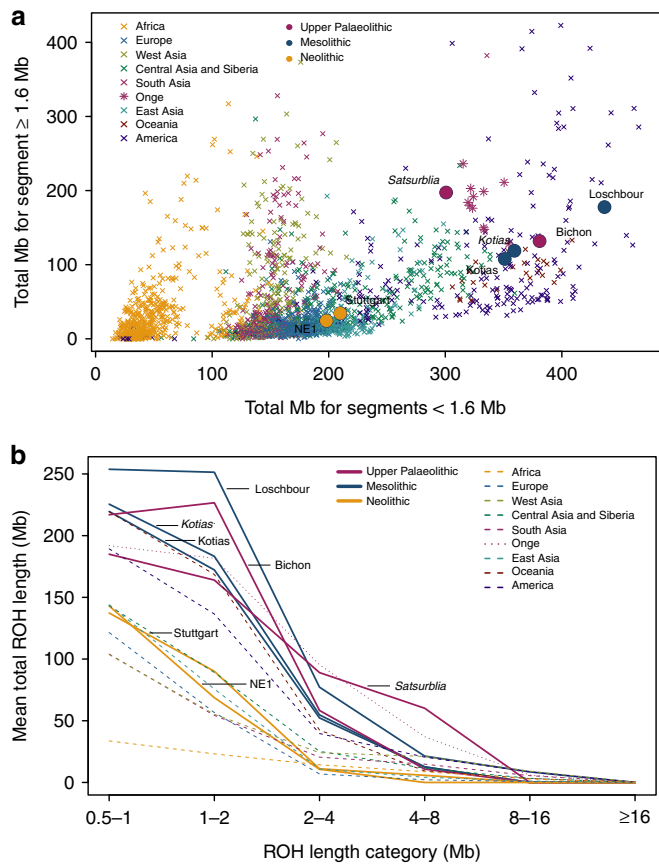 a
Africa
Europe
West Asia
Central Asia and Siberia
South Asia
Onge
East Asia
Oceania
America
Upper Palaeolithic
Mesolithic
Neolithic
Total Mb for segment ≥ 1.6 Mb
400
300
200
100
0
Satsurblia
Loschbour
Bichon
Kotias
Kotias
Stuttgart
NE1
0
100
200
300
400
Total Mb for segments < 1.6 Mb
b
Mean total ROH length (Mb)
250
200
150
100
50
0
Upper Palaeolithic
Mesolithic
Neolithic
Africa
Europe
West Asia
Central Asia and Siberia
South Asia
Onge
East Asia
Oceania
America
Loschbour
Kotias
Kotias
Bichon
Stuttgart
NE1
Satsurblia
0.5–1
1–2
2–4
4–8
8–16
≥16
ROH length category (Mb)